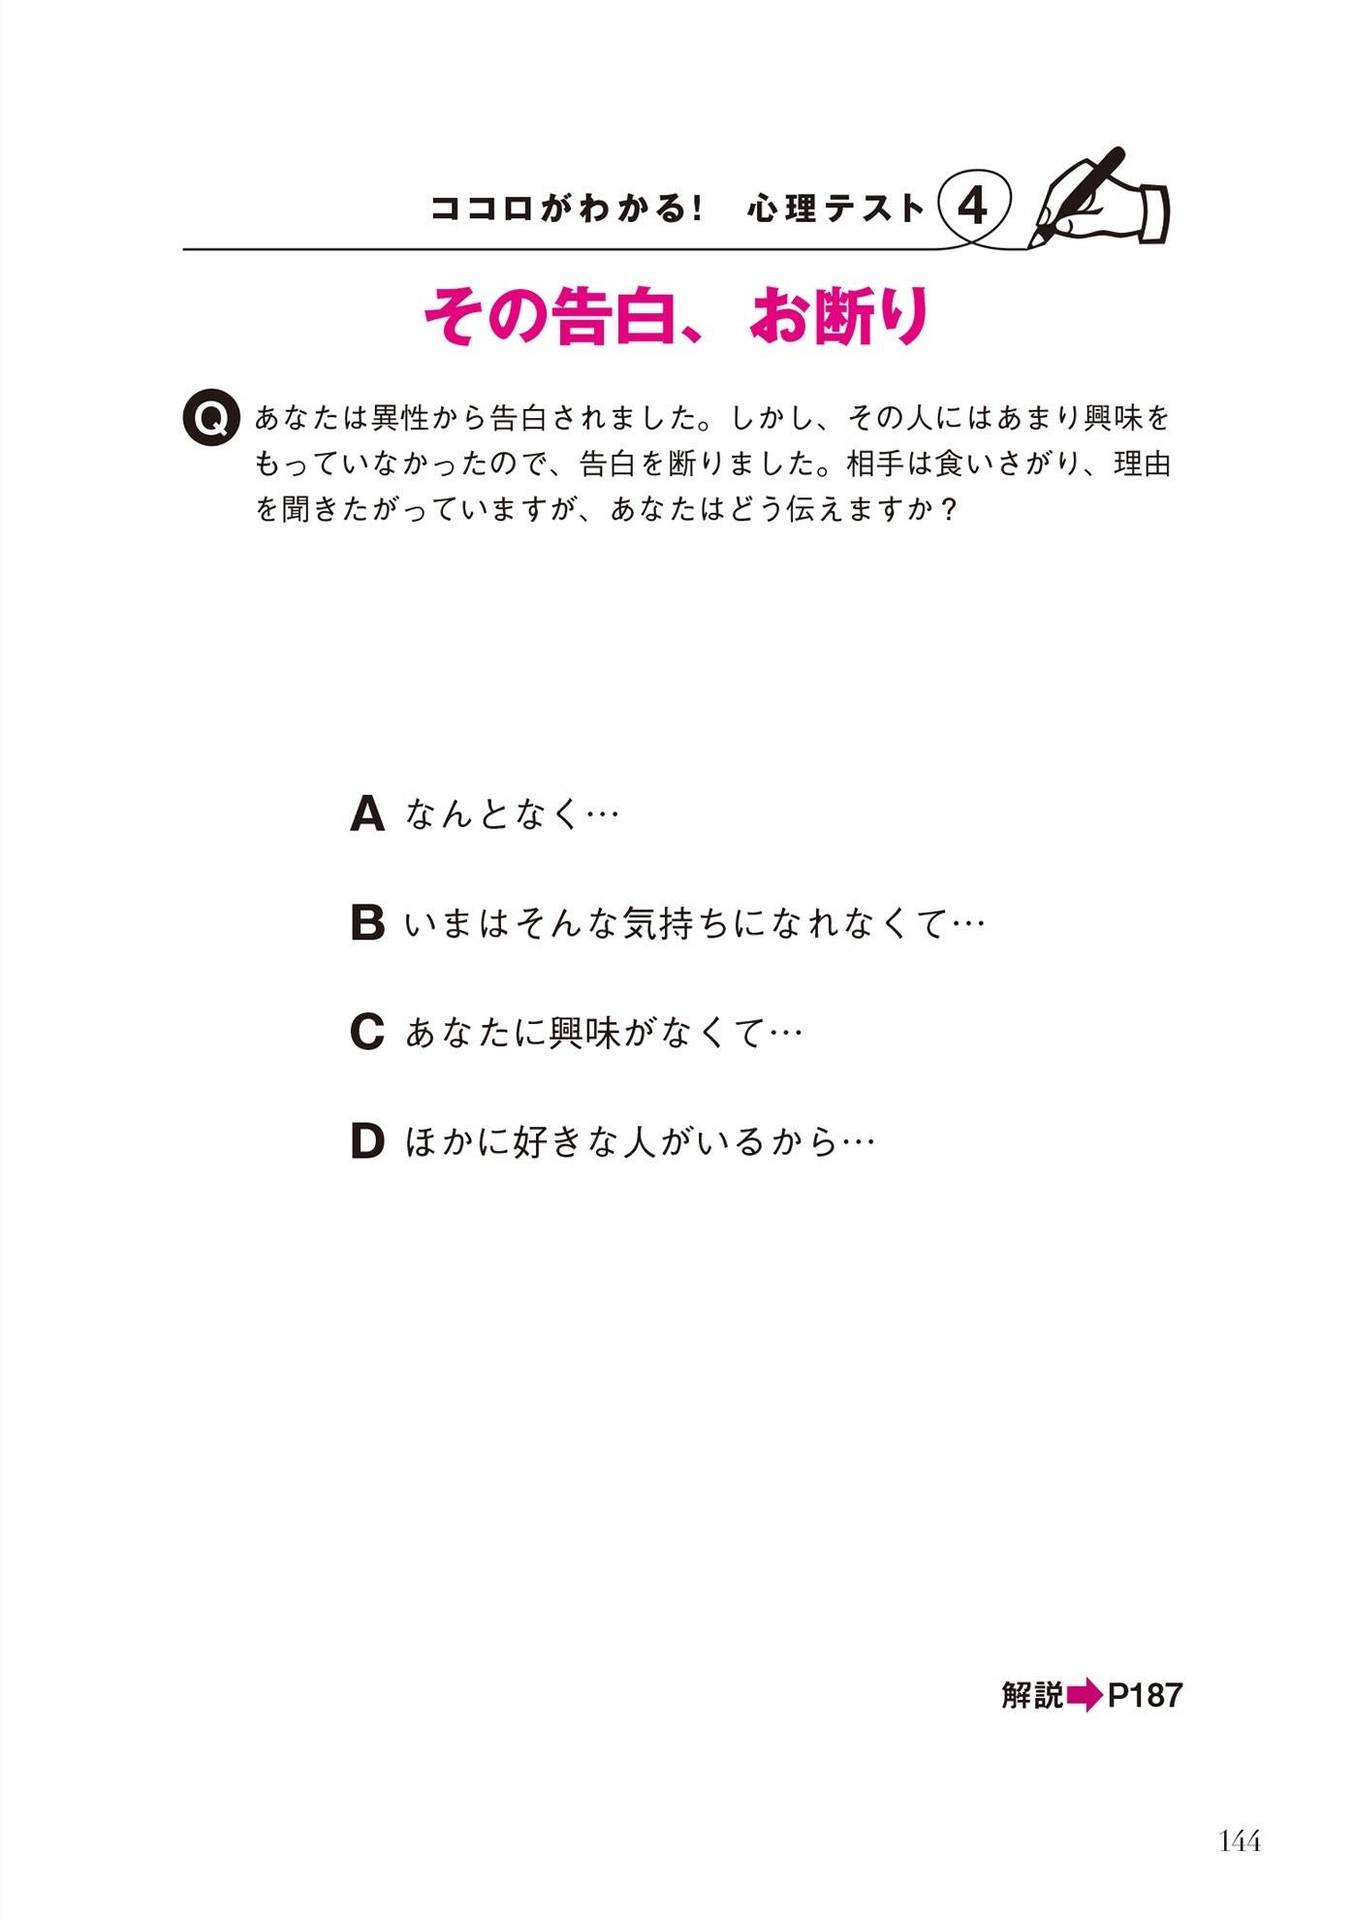 ココロがわかる！　心理テスト 4
その告白、お断り
Q あなたは異性から告白されました。しかし、その人にはあまり興味を
もっていなかったので、告白を断りました。相手は食いさがり、理由
を聞きたがっていますが、あなたはどう伝えますか？
A なんとなく…
B いまはそんな気持ちになれなくて…
C あなたに興味がなくて…
D ほかに好きな人がいるから…
解説➡P187
144